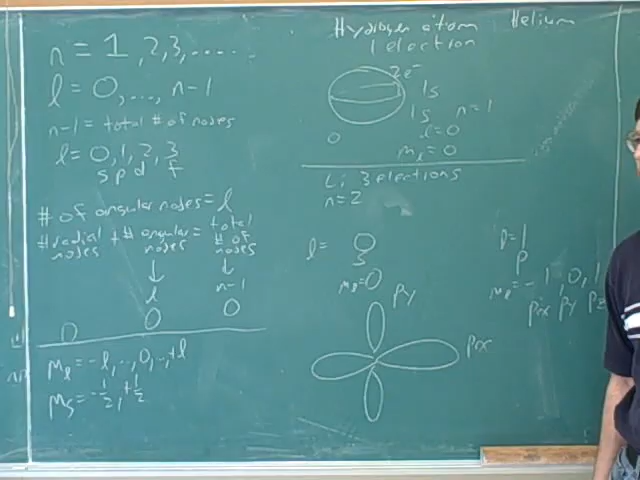 n = 1, 2, 3, .....
l = 0, ..., n-1
n-1 = total # of nodes
l = 0, 1, 2, 3
s p d f
# of angular nodes = l
# radial nodes + # angular nodes = total # of nodes
↓ ↓
l n-1
0 0 0
ml = -l, .., 0, .., +l
ms = -1/2, +1/2
Hydrogen atom Helium
1 electron
2e⁻
1s
1s n=1
0 l=0
ml=0
Li 3 electrons
n=2
l= 0
s
ml=0
l=1
p
ml= -1, 0, 1
px py pz
py
px